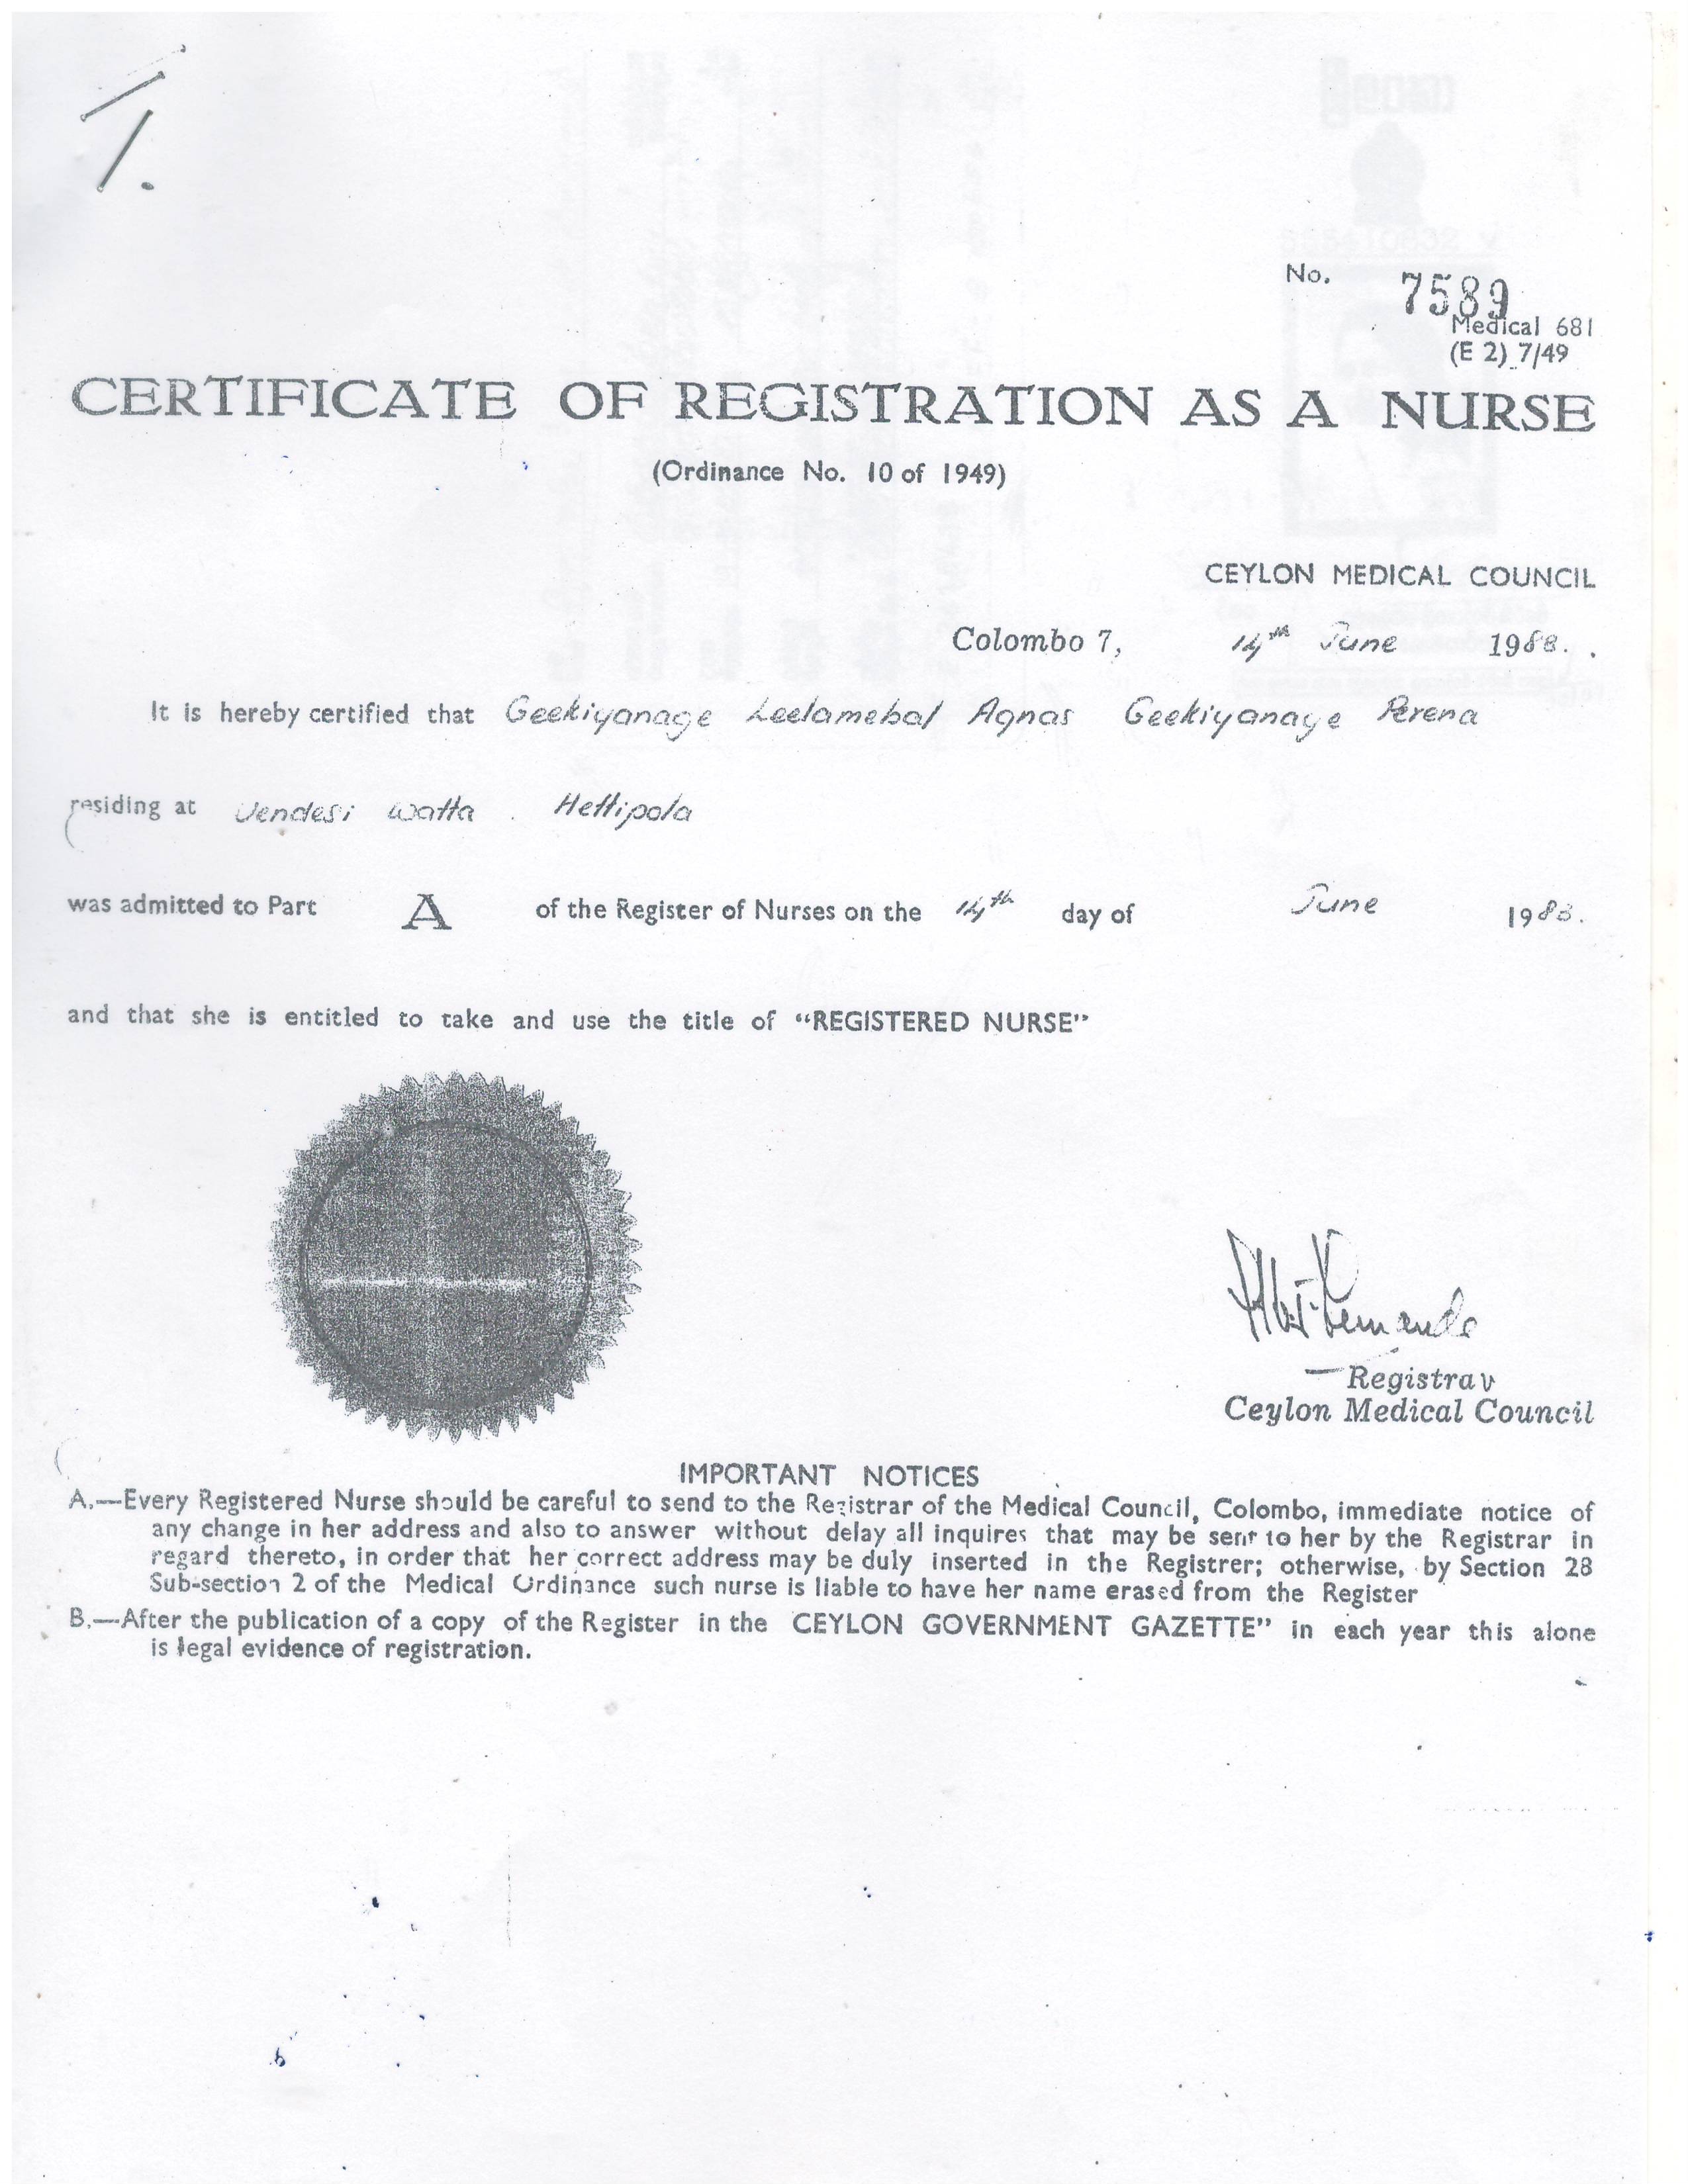 No. 7589
Medical 681
(E 2) 7/49
CERTIFICATE OF REGISTRATION AS A NURSE
(Ordinance No. 10 of 1949)
CEYLON MEDICAL COUNCIL
Colombo 7, 14th June 1988.
It is hereby certified that Geekiyanage Leelamehal Agnas Geekiyanage Perena
residing at Vendesi Watta Hettipola
was admitted to Part A of the Register of Nurses on the 14th day of June 1988.
and that she is entitled to take and use the title of “REGISTERED NURSE”
Registrar
Ceylon Medical Council
IMPORTANT NOTICES
A.—Every Registered Nurse should be careful to send to the Registrar of the Medical Council, Colombo, immediate notice of
any change in her address and also to answer without delay all inquires that may be sent to her by the Registrar in
regard thereto, in order that her correct address may be duly inserted in the Registrer; otherwise, by Section 28
Sub-section 2 of the Medical Ordinance such nurse is liable to have her name erased from the Register
B.—After the publication of a copy of the Register in the CEYLON GOVERNMENT GAZETTE” in each year this alone
is legal evidence of registration.